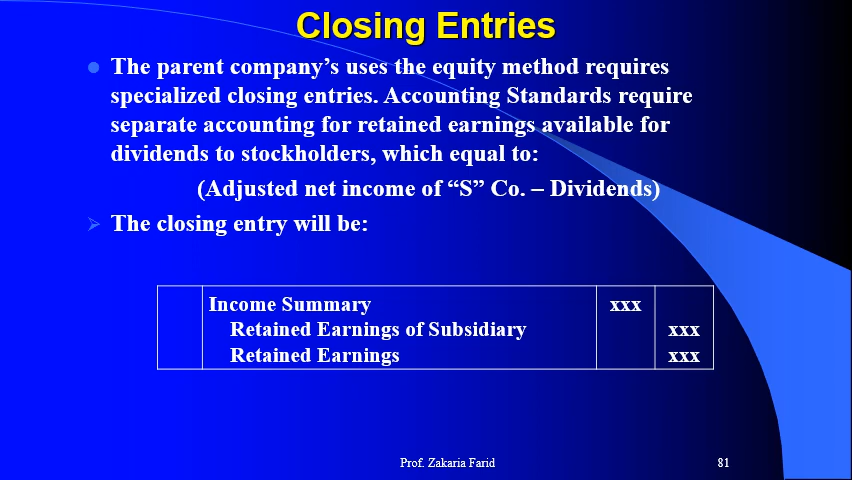 Closing Entries
The parent company’s uses the equity method requires
specialized closing entries. Accounting Standards require
separate accounting for retained earnings available for
dividends to stockholders, which equal to:
(Adjusted net income of “S” Co. – Dividends)
The closing entry will be:
Income Summary xxx
Retained Earnings of Subsidiary xxx
Retained Earnings xxx
Prof. Zakaria Farid 81